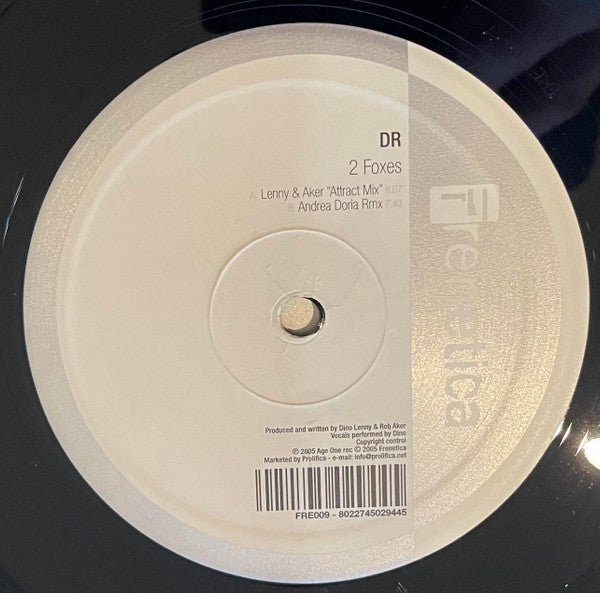 DR
2 Foxes
A. Lenny & Aker "Attract Mix" 8.07
B. Andrea Doria Rmx 7.43
frenetica
Produced and written by Dino Lenny & Rob Aker
Vocals performed by Dino
Copyright control
℗ 2005 Age One rec © 2005 Frenetica
Marketed by Prolifica - e-mail: info@prolifica.net
FRE009 - 8022745029445